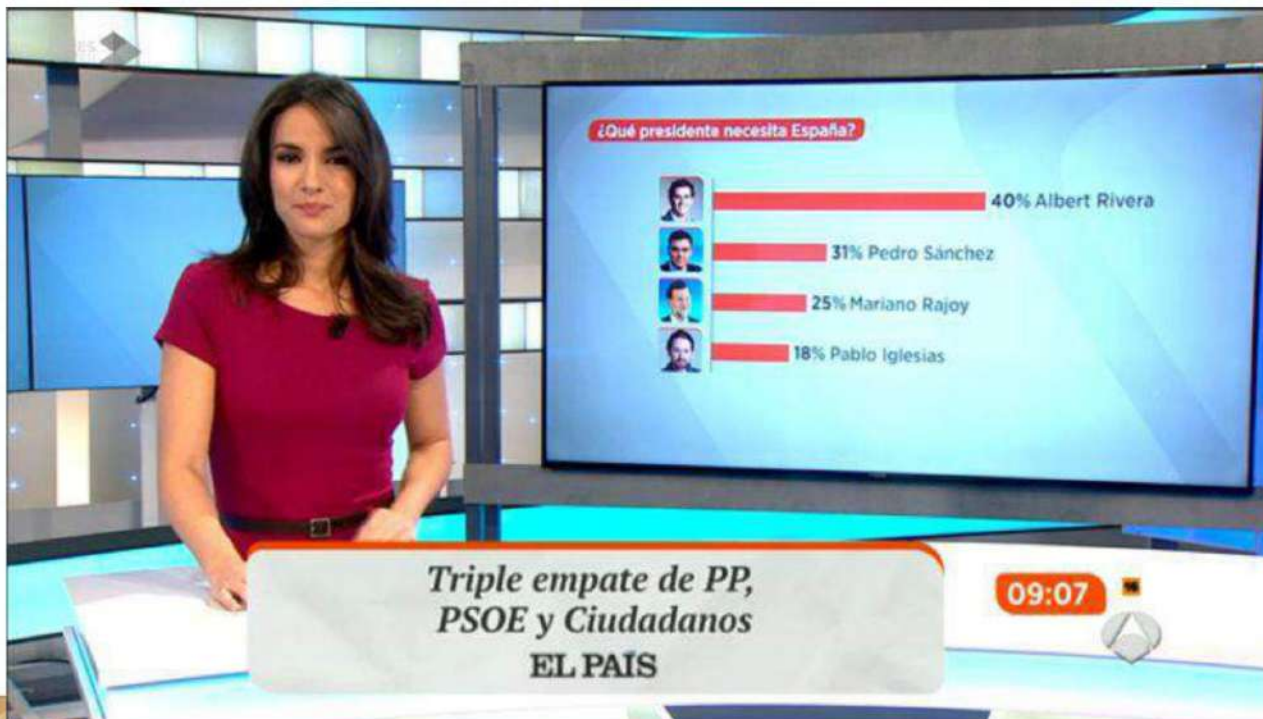 ¿Qué presidente necesita España?
40% Albert Rivera
31% Pedro Sánchez
25% Mariano Rajoy
18% Pablo Iglesias
Triple empate de PP,
PSOE y Ciudadanos
EL PAÍS
09:07